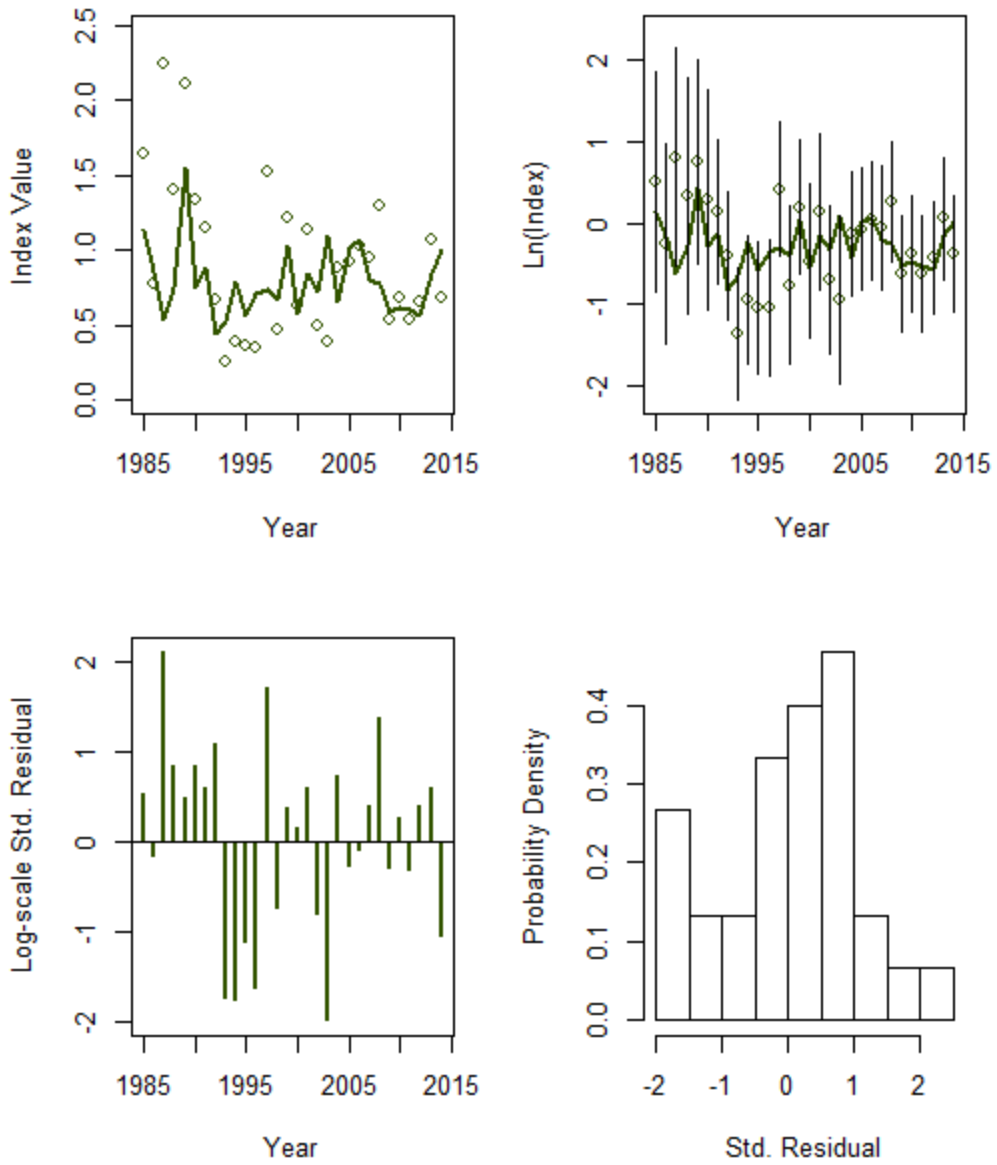 Index Value
2.5
2.0
1.5
1.0
0.5
0.0
1985 1995 2005 2015
Year
Ln(Index)
2
1
0
-1
-2
1985 1995 2005 2015
Year
Log-scale Std. Residual
2
1
0
-1
-2
1985 1995 2005 2015
Year
Probability Density
0.4
0.3
0.2
0.1
0.0
-2 -1 0 1 2
Std. Residual